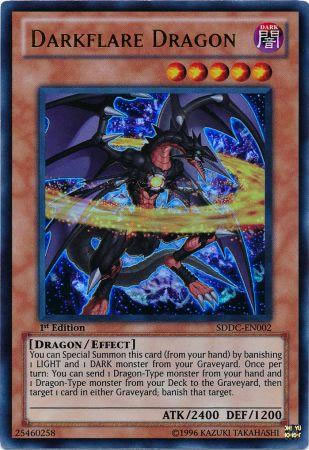 DARKFLARE DRAGON
DARK
闇
1st Edition
SDDC-EN002
[DRAGON / EFFECT]
You can Special Summon this card (from your hand) by banishing
1 LIGHT and 1 DARK monster from your Graveyard. Once per
turn: You can send 1 Dragon-Type monster from your hand and
1 Dragon-Type monster from your Deck to the Graveyard, then
target 1 card in either Graveyard; banish that target.
ATK/2400 DEF/1200
25460258
©1996 KAZUKI TAKAHASHI